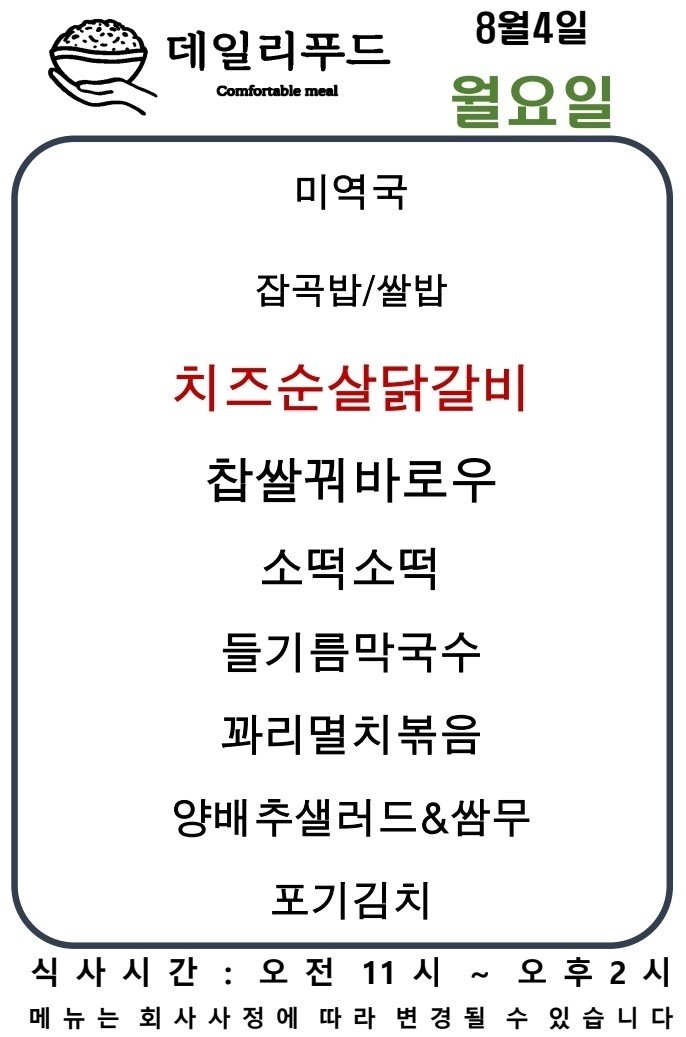 데일리푸드
Comfortable meal
8월4일
월요일
미역국
잡곡밥/쌀밥
치즈순살닭갈비
찹쌀꿔바로우
소떡소떡
들기름막국수
꽈리멸치볶음
양배추샐러드&쌈무
포기김치
식사시간 : 오전 11시 ~ 오후2시
메뉴는 회사사정에 따라 변경될 수 있습니다